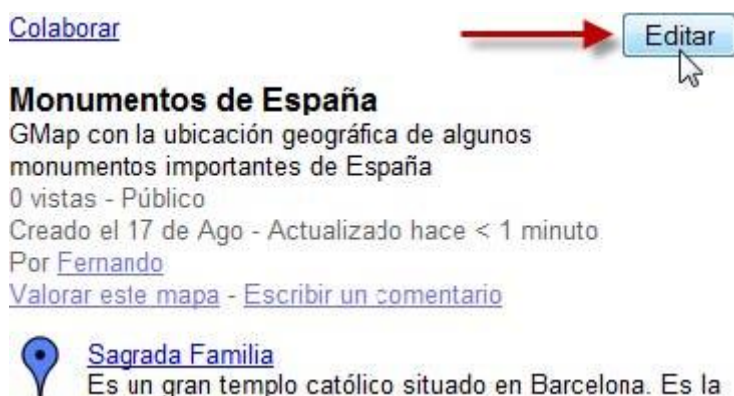 Colaborar
Editar
Monumentos de España
GMap con la ubicación geográfica de algunos
monumentos importantes de España
0 vistas - Público
Creado el 17 de Ago - Actualizado hace < 1 minuto
Por Fernando
Valorar este mapa - Escribir un comentario
Sagrada Familia
Es un gran templo católico situado en Barcelona. Es la